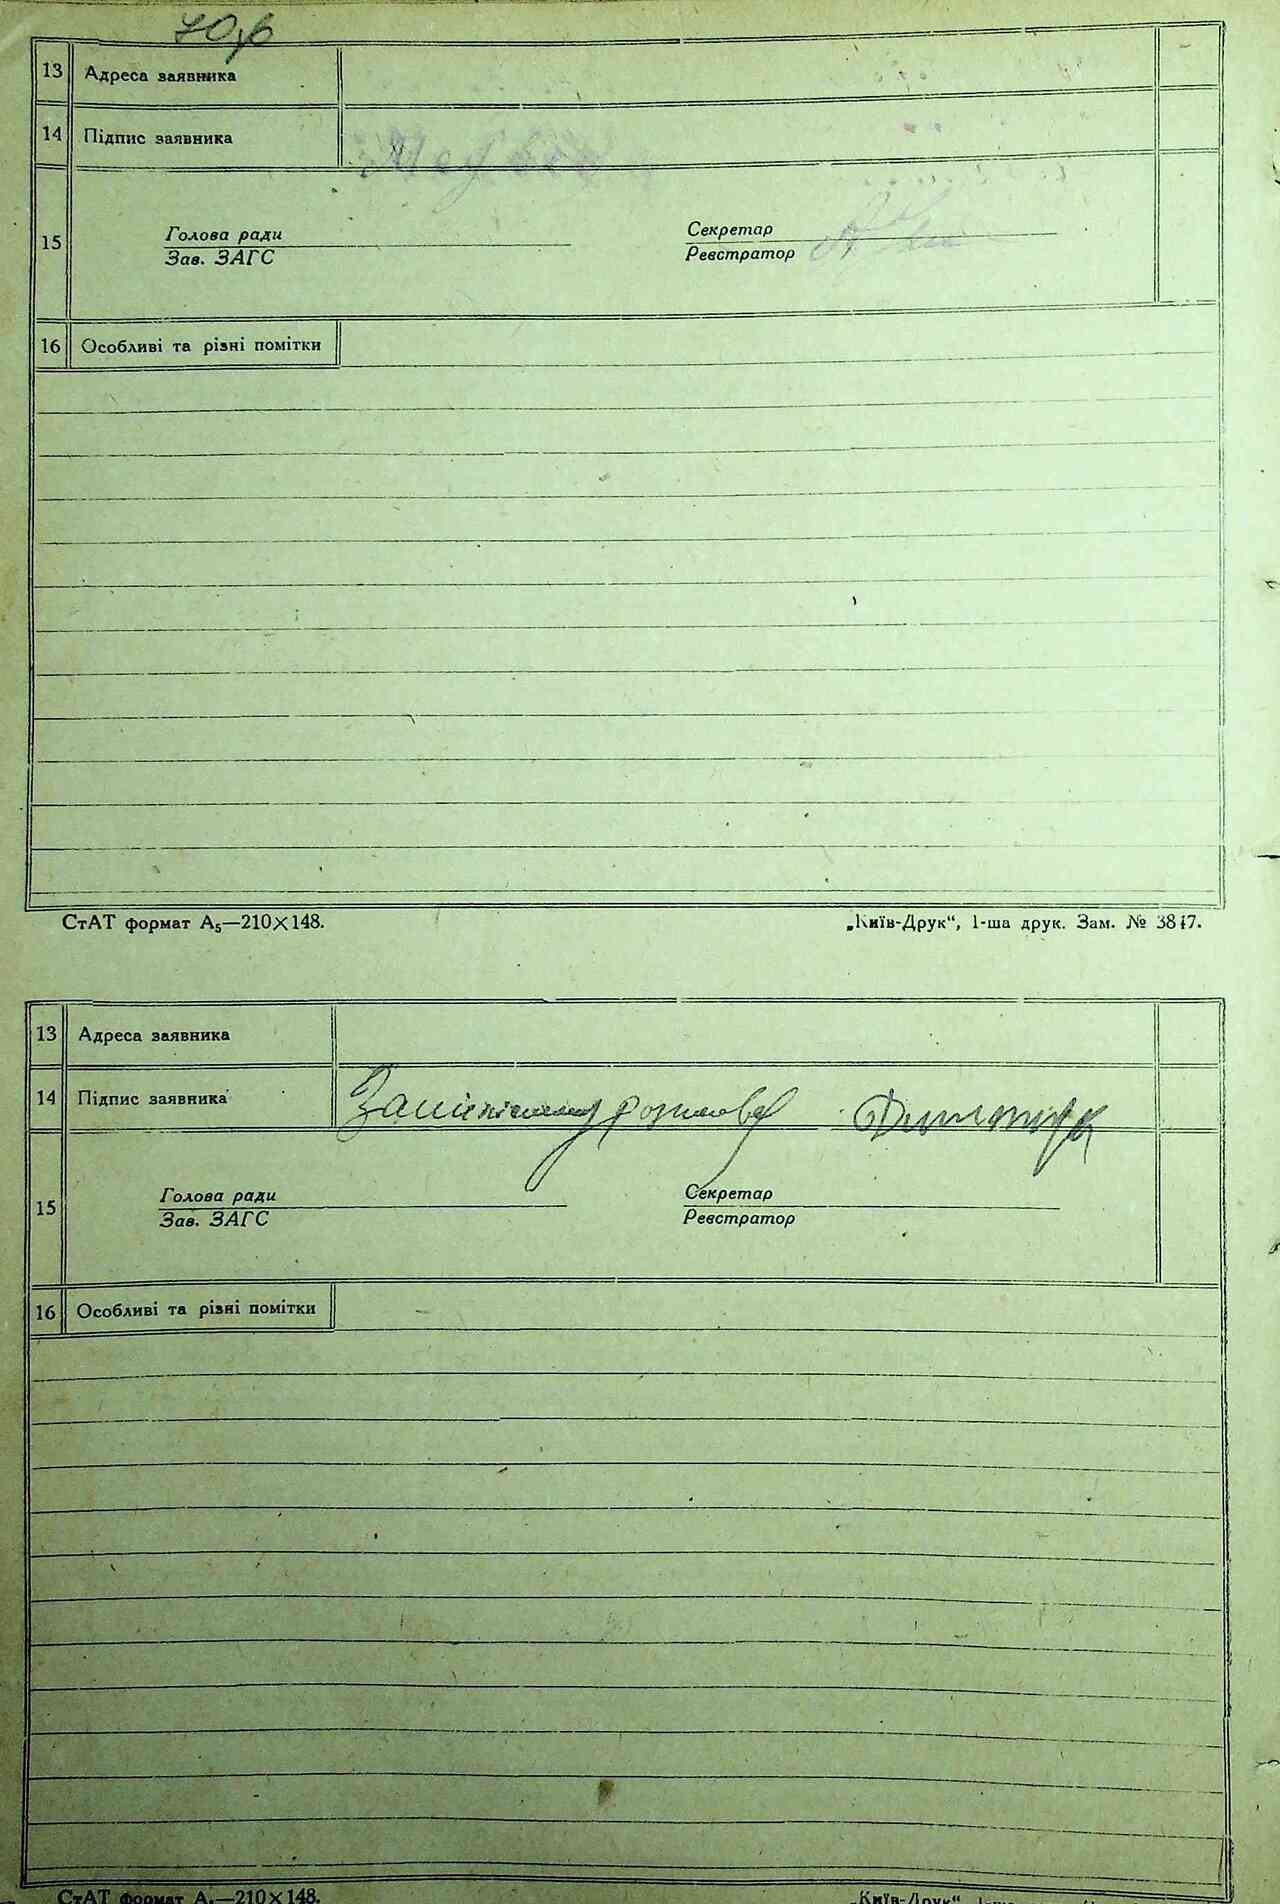 13 Адреса заявника
14 Підпис заявника
15 Голова ради Секретар
Зав. ЗАГС Реєстратор
16 Особливі та різні помітки
СтАТ формат А₅—210×148. „Київ-Друк“, 1-ша друк. Зам. № 3847.
13 Адреса заявника
14 Підпис заявника
15 Голова ради Секретар
Зав. ЗАГС Реєстратор
16 Особливі та різні помітки
СтАТ формат А₅—210×148. „Київ-Друк“